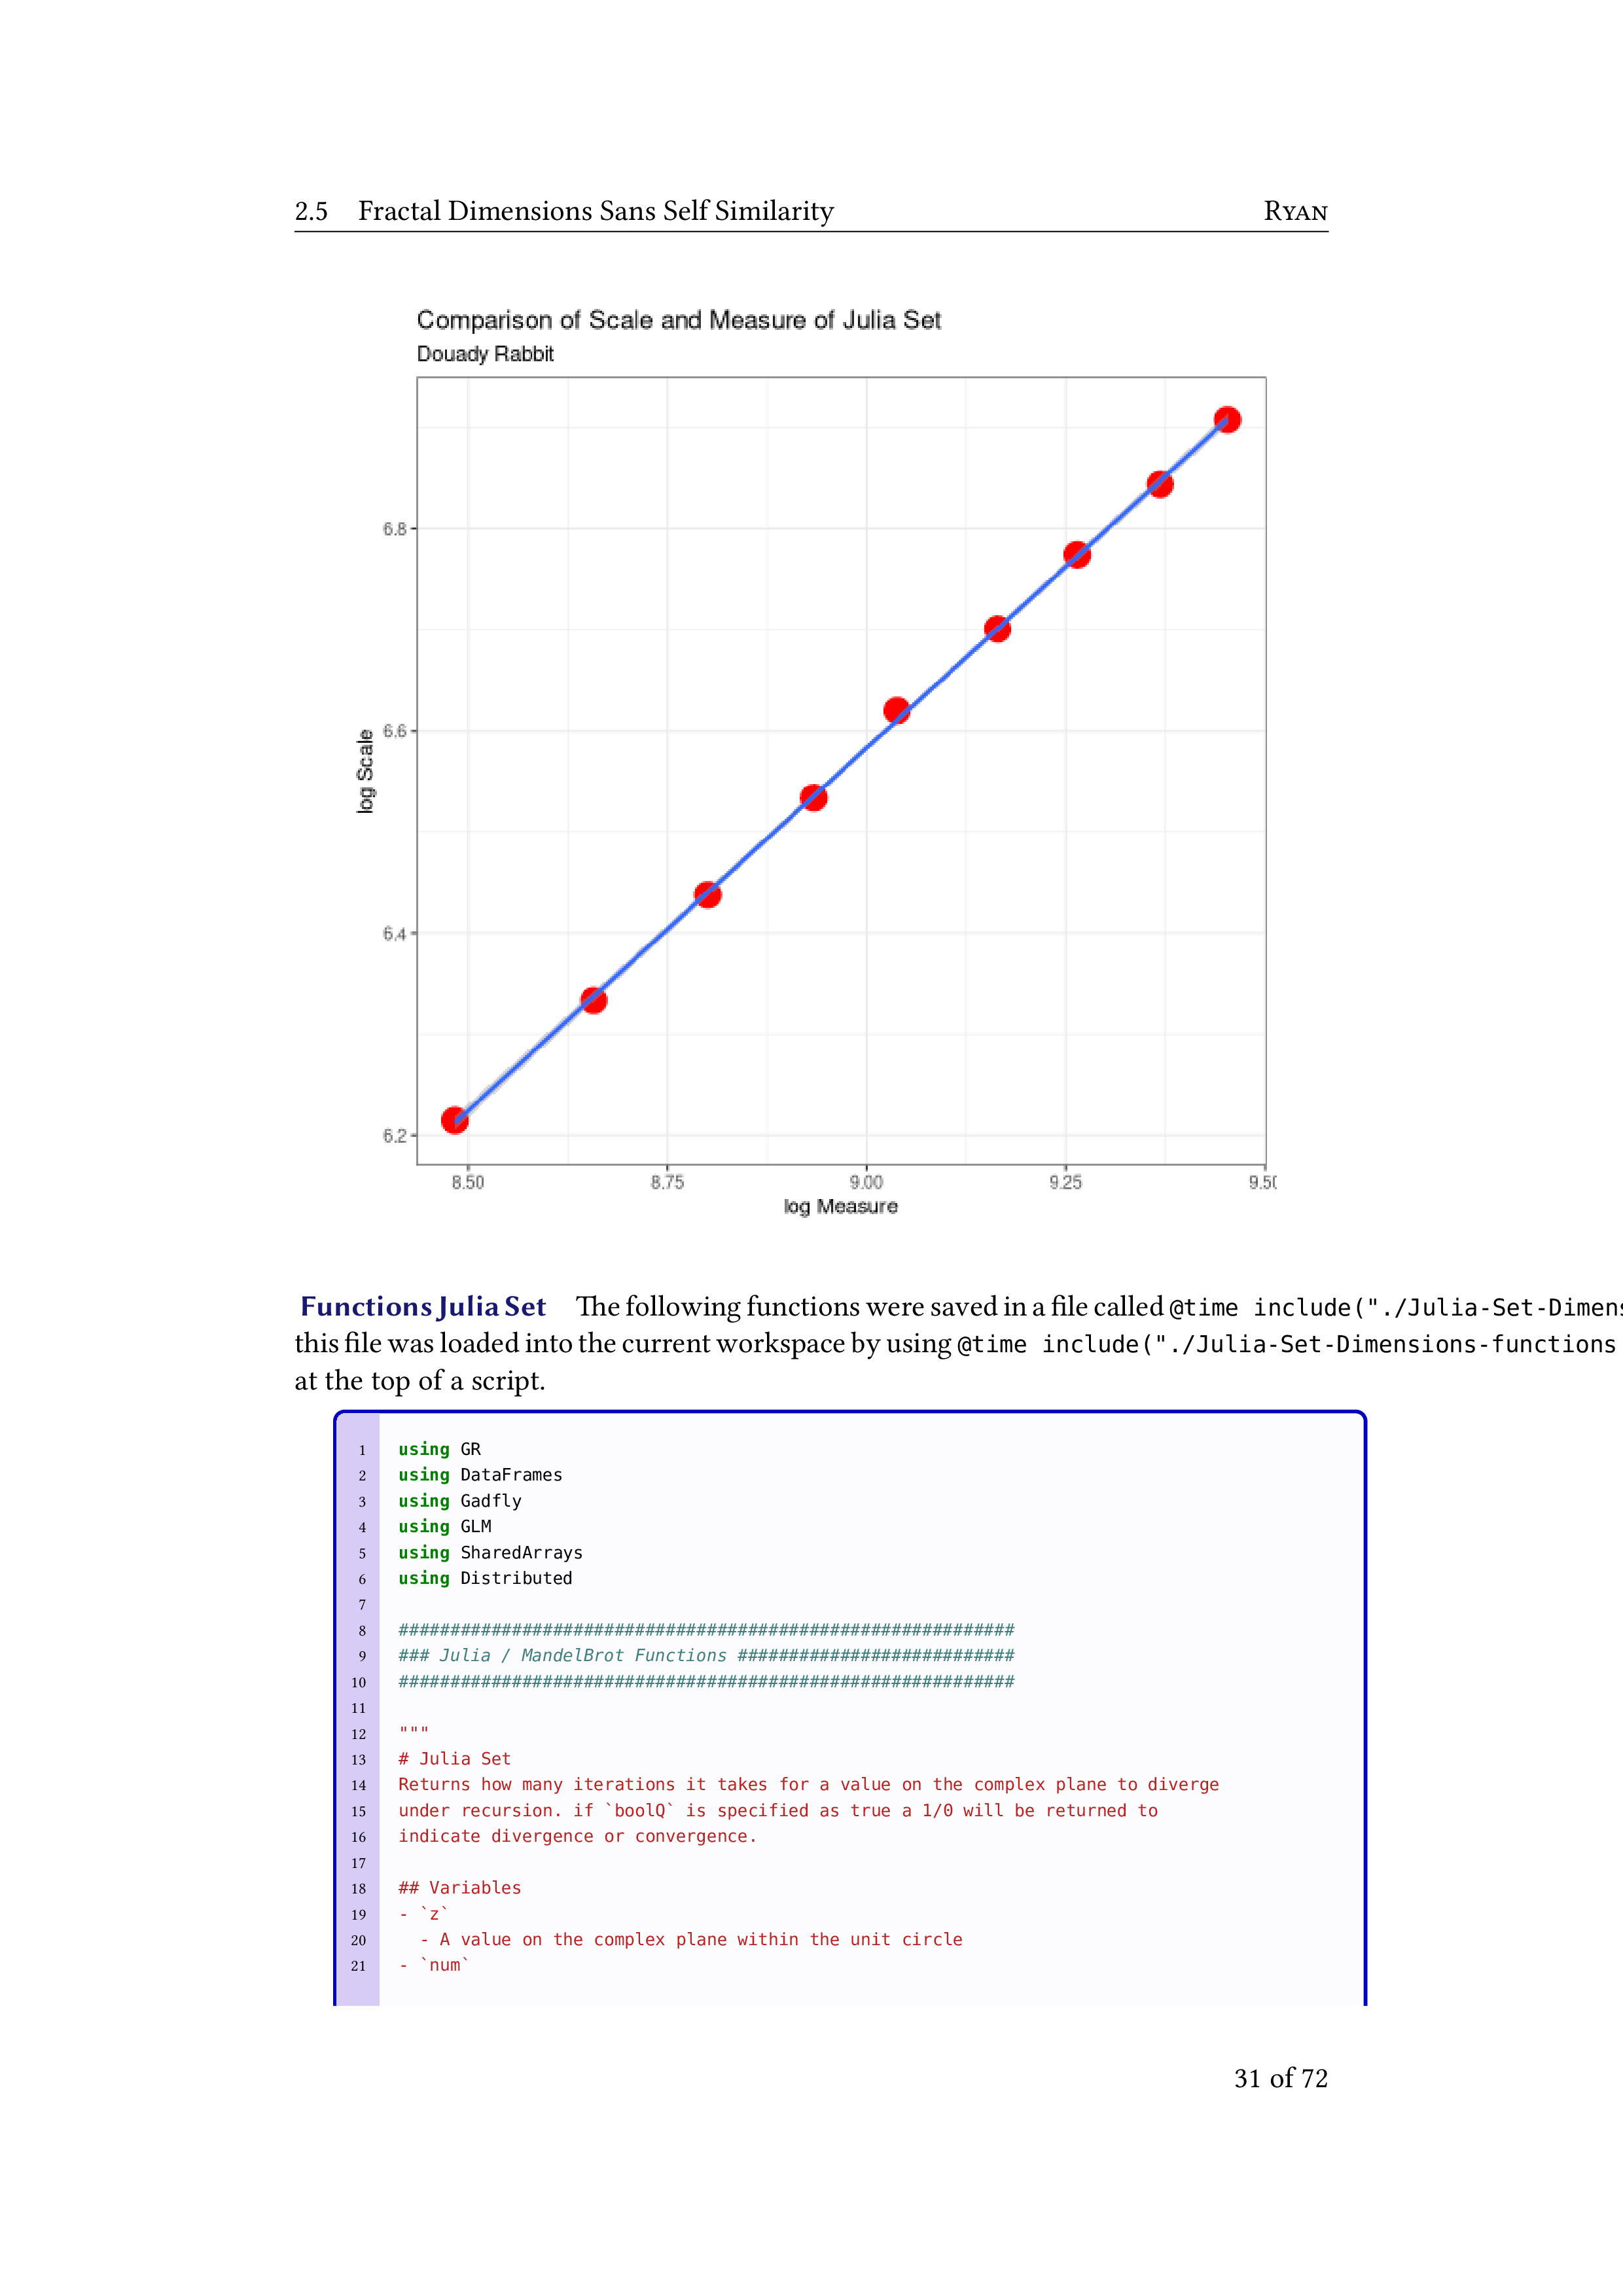 2.5 Fractal Dimensions Sans Self Similarity Ryan
Comparison of Scale and Measure of Julia Set
Douady Rabbit
6.8
6.6
6.4
6.2
log Scale
8.50 8.75 9.00 9.25 9.50
log Measure
Functions Julia Set The following functions were saved in a file called @time include("./Julia-Set-Dimens
this file was loaded into the current workspace by using @time include("./Julia-Set-Dimensions-functions
at the top of a script.
1 using GR
2 using DataFrames
3 using Gadfly
4 using GLM
5 using SharedArrays
6 using Distributed
7
8 ############################################################
9 ### Julia / MandelBrot Functions ###########################
10 ############################################################
11
12 """
13 # Julia Set
14 Returns how many iterations it takes for a value on the complex plane to diverge
15 under recursion. if `boolQ` is specified as true a 1/0 will be returned to
16 indicate divergence or convergence.
17
18 ## Variables
19 - `z`
20 - A value on the complex plane within the unit circle
21 - `num`
31 of 72